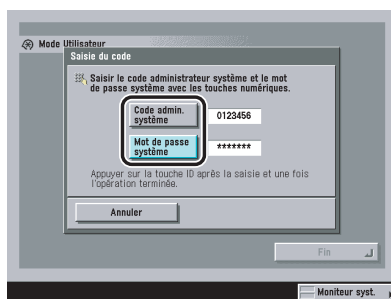 Mode Utilisateur
Saisie du code
Saisir le code administrateur système et le mot
de passe système avec les touches numériques.
Code admin.
système
0123456
Mot de passe
système
*******
Appuyer sur la touche ID après la saisie et une fois
l'opération terminée.
Annuler
Fin
Moniteur syst.